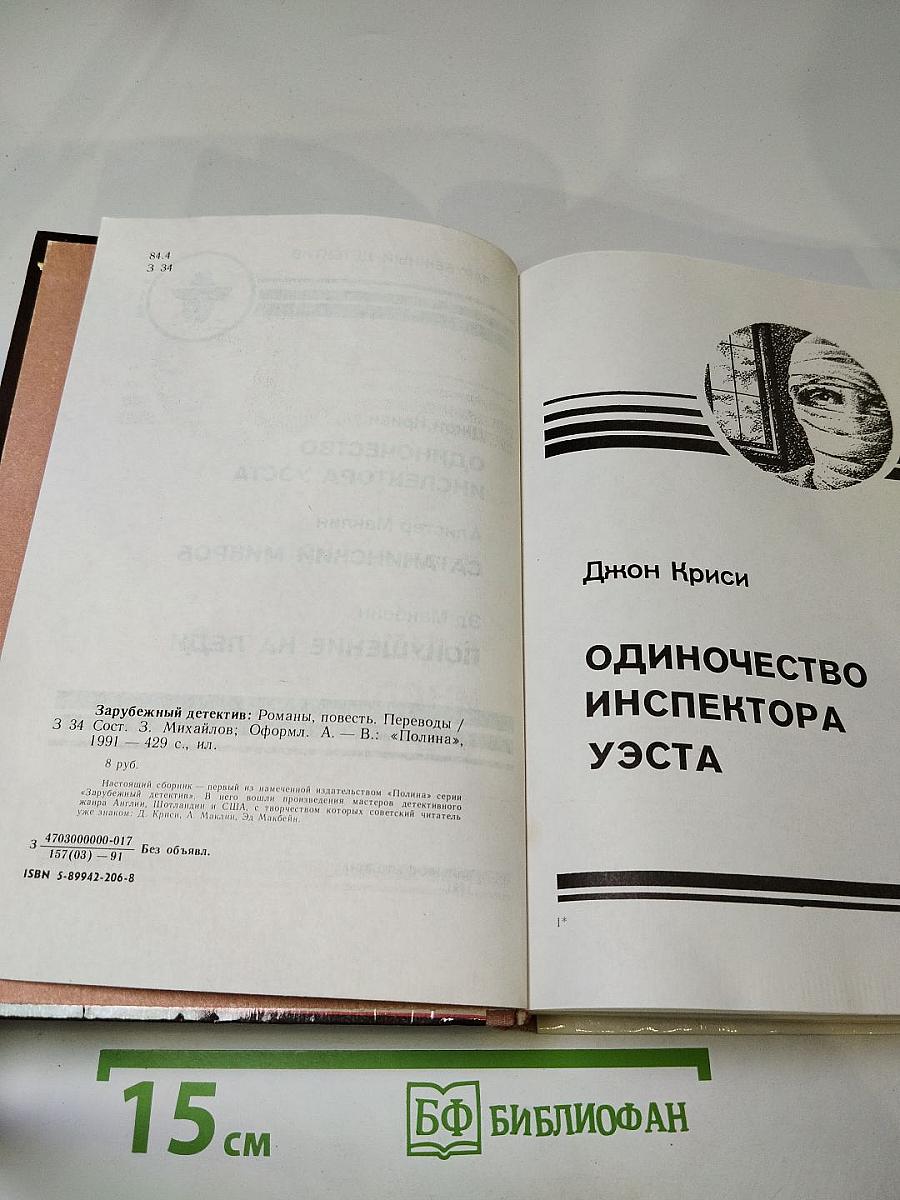 84.4
З 34
Зарубежный детектив: Романы, повесть. Переводы /
З 34 Сост. З. Михайлов; Оформл. А. — В.: «Полина»,
1991 — 429 с., ил.
8 руб.
Настоящий сборник — первый из намеченной издательством «Полина» серии
«Зарубежный детектив». В него вошли произведения мастеров детективного
жанра Англии, Шотландии и США, с творчеством которых советский читатель
уже знаком: Д. Криси, А. Маклин, Эд Макбейн.
З 4703000000-017
157(03) — 91 Без объявл.
ISBN 5-89942-206-8
Джон Криси
ОДИНОЧЕСТВО
ИНСПЕКТОРА
УЭСТА
1*
15 см
БФ БИБЛИОФАН